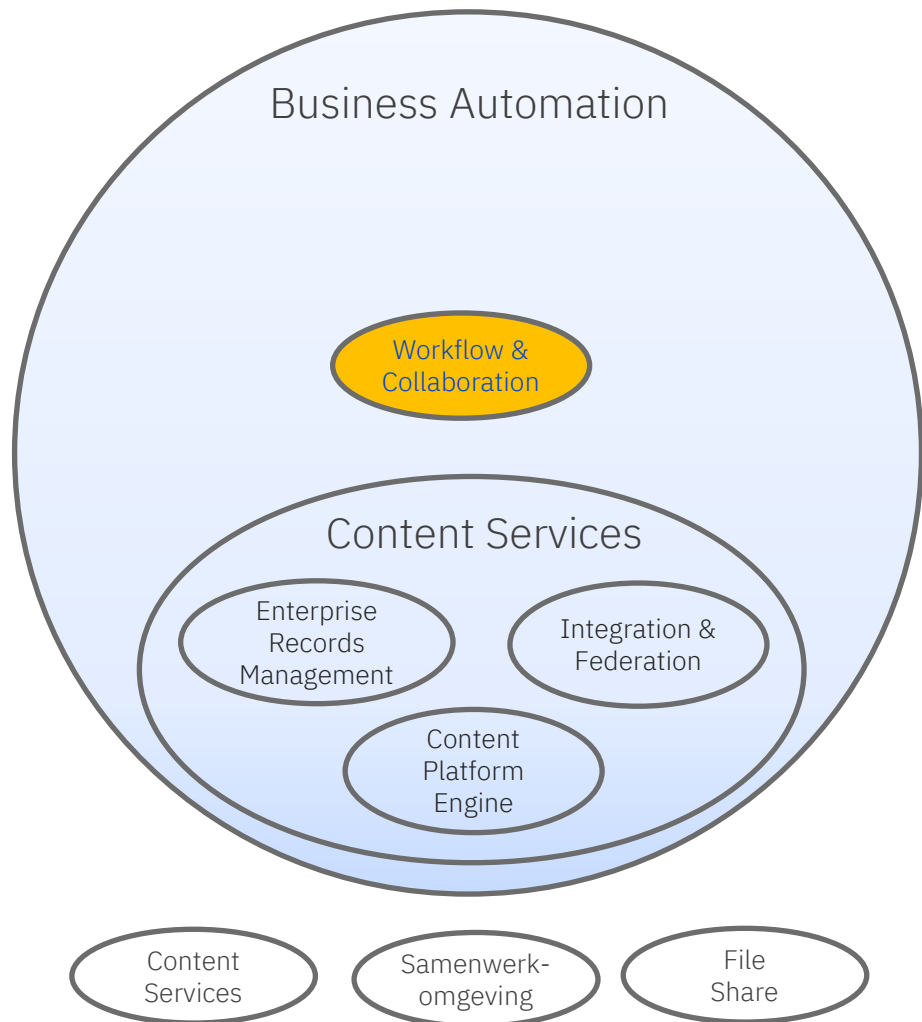 Business Automation
Workflow &
Collaboration
Content Services
Enterprise
Records
Management
Integration &
Federation
Content
Platform
Engine
Content
Services
Samenwerk-
omgeving
File
Share